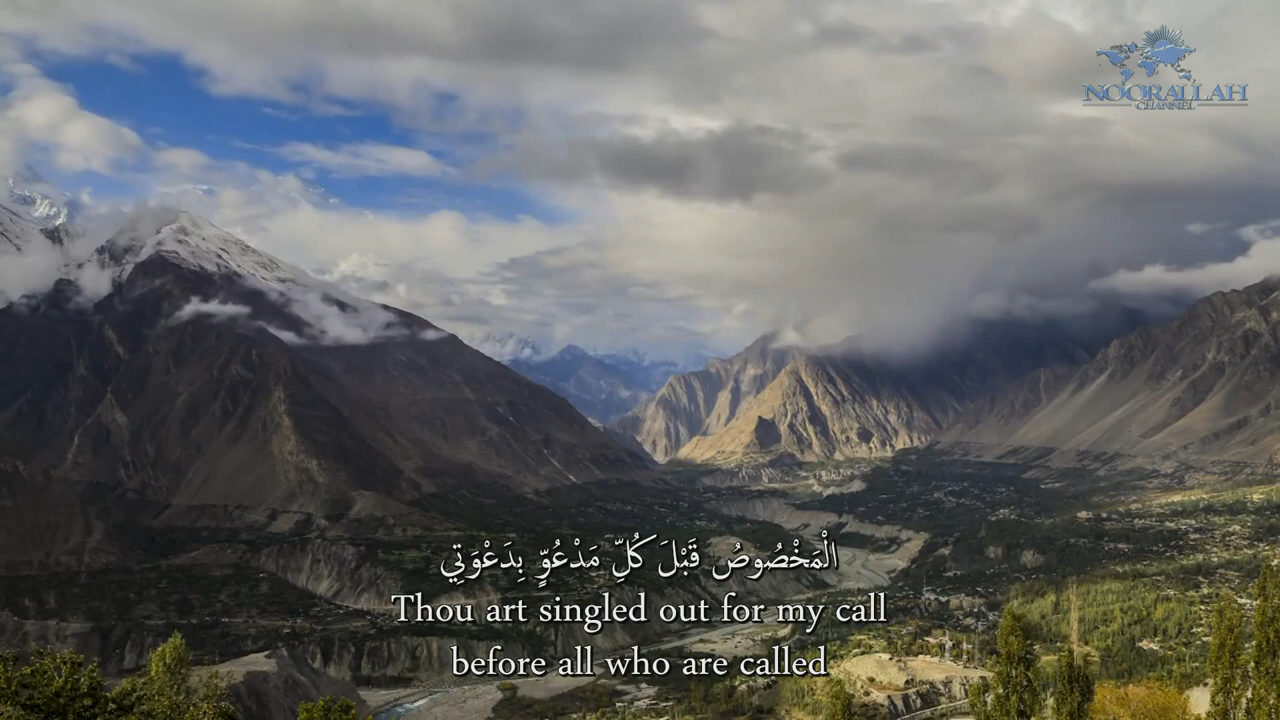 NOORALLAH
CHANNEL
الْمَخْصُوصُ قَبْلَ كُلِّ مَدْعُوٍّ بِدَعْوَتِي
Thou art singled out for my call
before all who are called